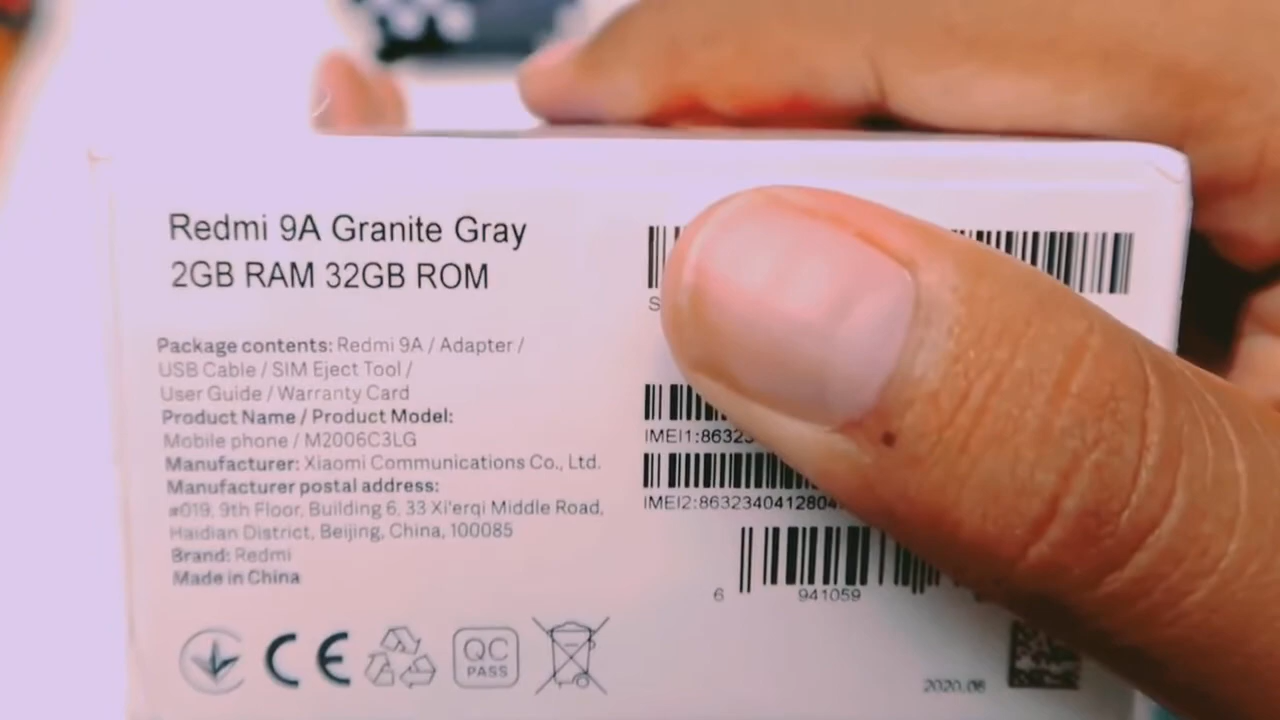 Redmi 9A Granite Gray
2GB RAM 32GB ROM
Package contents: Redmi 9A / Adapter /
USB Cable / SIM Eject Tool /
User Guide / Warranty Card
Product Name / Product Model:
Mobile phone / M2006C3LG
Manufacturer: Xiaomi Communications Co., Ltd.
Manufacturer postal address:
#019, 9th Floor, Building 6, 33 Xi'erqi Middle Road,
Haidian District, Beijing, China, 100085
Brand: Redmi
Made in China
CE
QC
PASS
S
IMEI1:86323
IMEI2:8632340412804
6 941059
2020.08